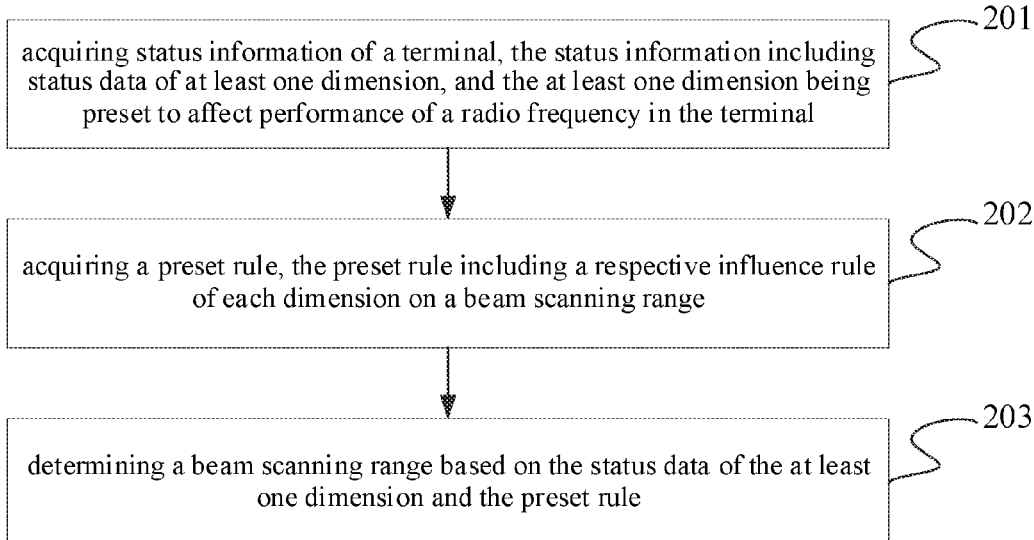 201
acquiring status information of a terminal, the status information including
status data of at least one dimension, and the at least one dimension being
preset to affect performance of a radio frequency in the terminal
202
acquiring a preset rule, the preset rule including a respective influence rule
of each dimension on a beam scanning range
203
determining a beam scanning range based on the status data of the at least
one dimension and the preset rule